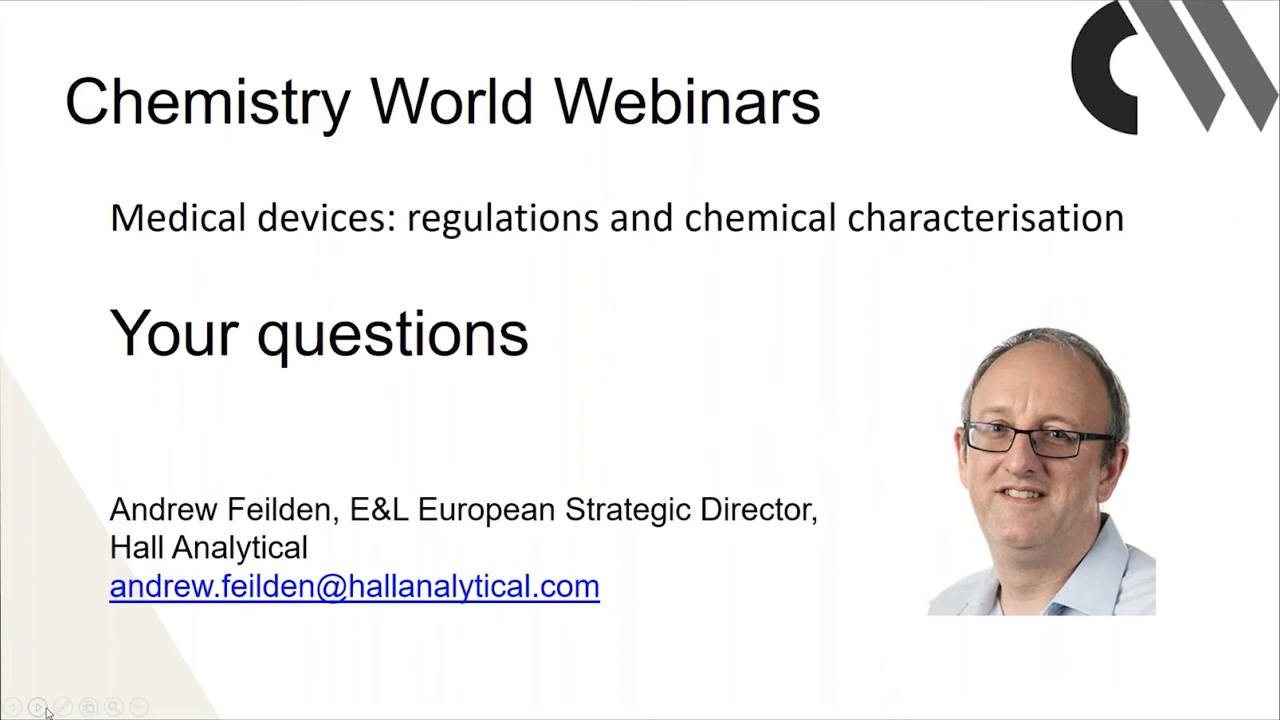 Chemistry World Webinars
Medical devices: regulations and chemical characterisation
Your questions
Andrew Feilden, E&L European Strategic Director,
Hall Analytical
andrew.feilden@hallanalytical.com